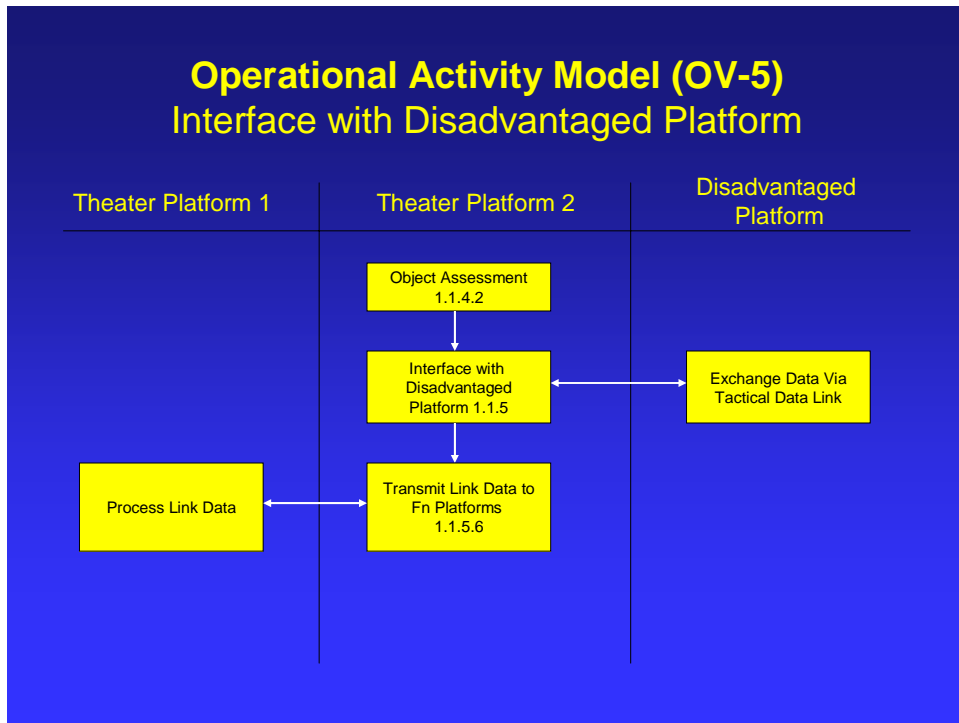 Operational Activity Model (OV-5)
Interface with Disadvantaged Platform
Theater Platform 1
Theater Platform 2
Disadvantaged
Platform
Object Assessment
1.1.4.2
Interface with
Disadvantaged
Platform 1.1.5
Exchange Data Via
Tactical Data Link
Process Link Data
Transmit Link Data to
Fn Platforms
1.1.5.6